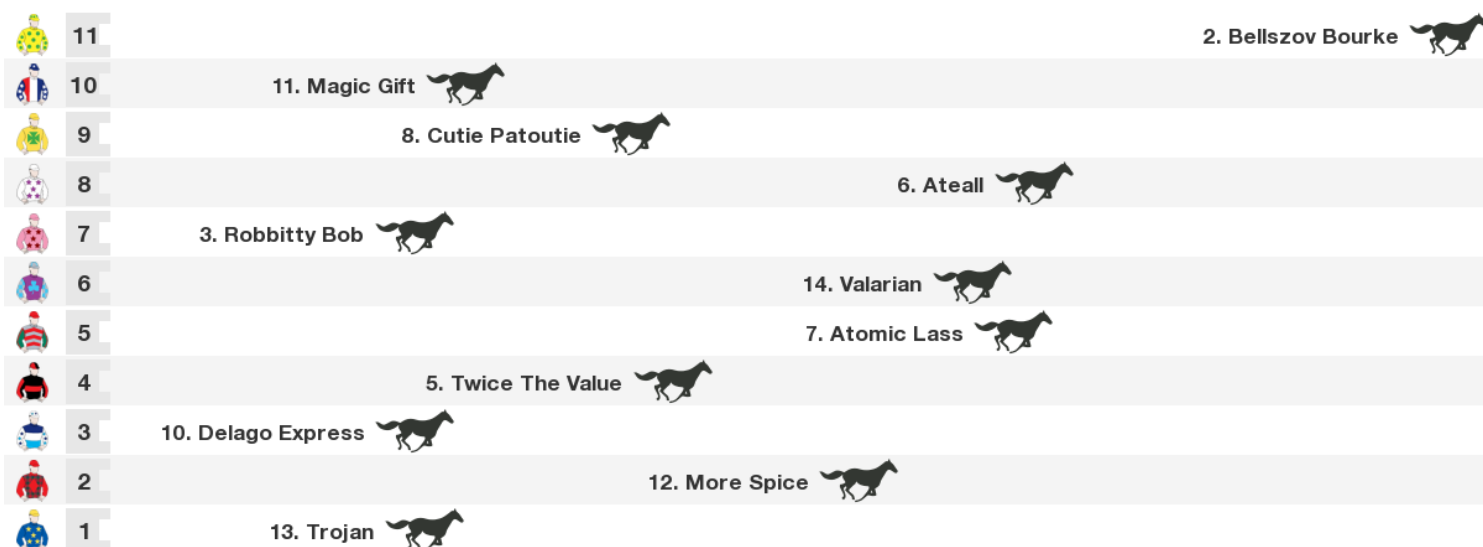 11 2. Bellszov Bourke
10 11. Magic Gift
9 8. Cutie Patoutie
8 6. Ateall
7 3. Robbitty Bob
6 14. Valarian
5 7. Atomic Lass
4 5. Twice The Value
3 10. Delago Express
2 12. More Spice
1 13. Trojan